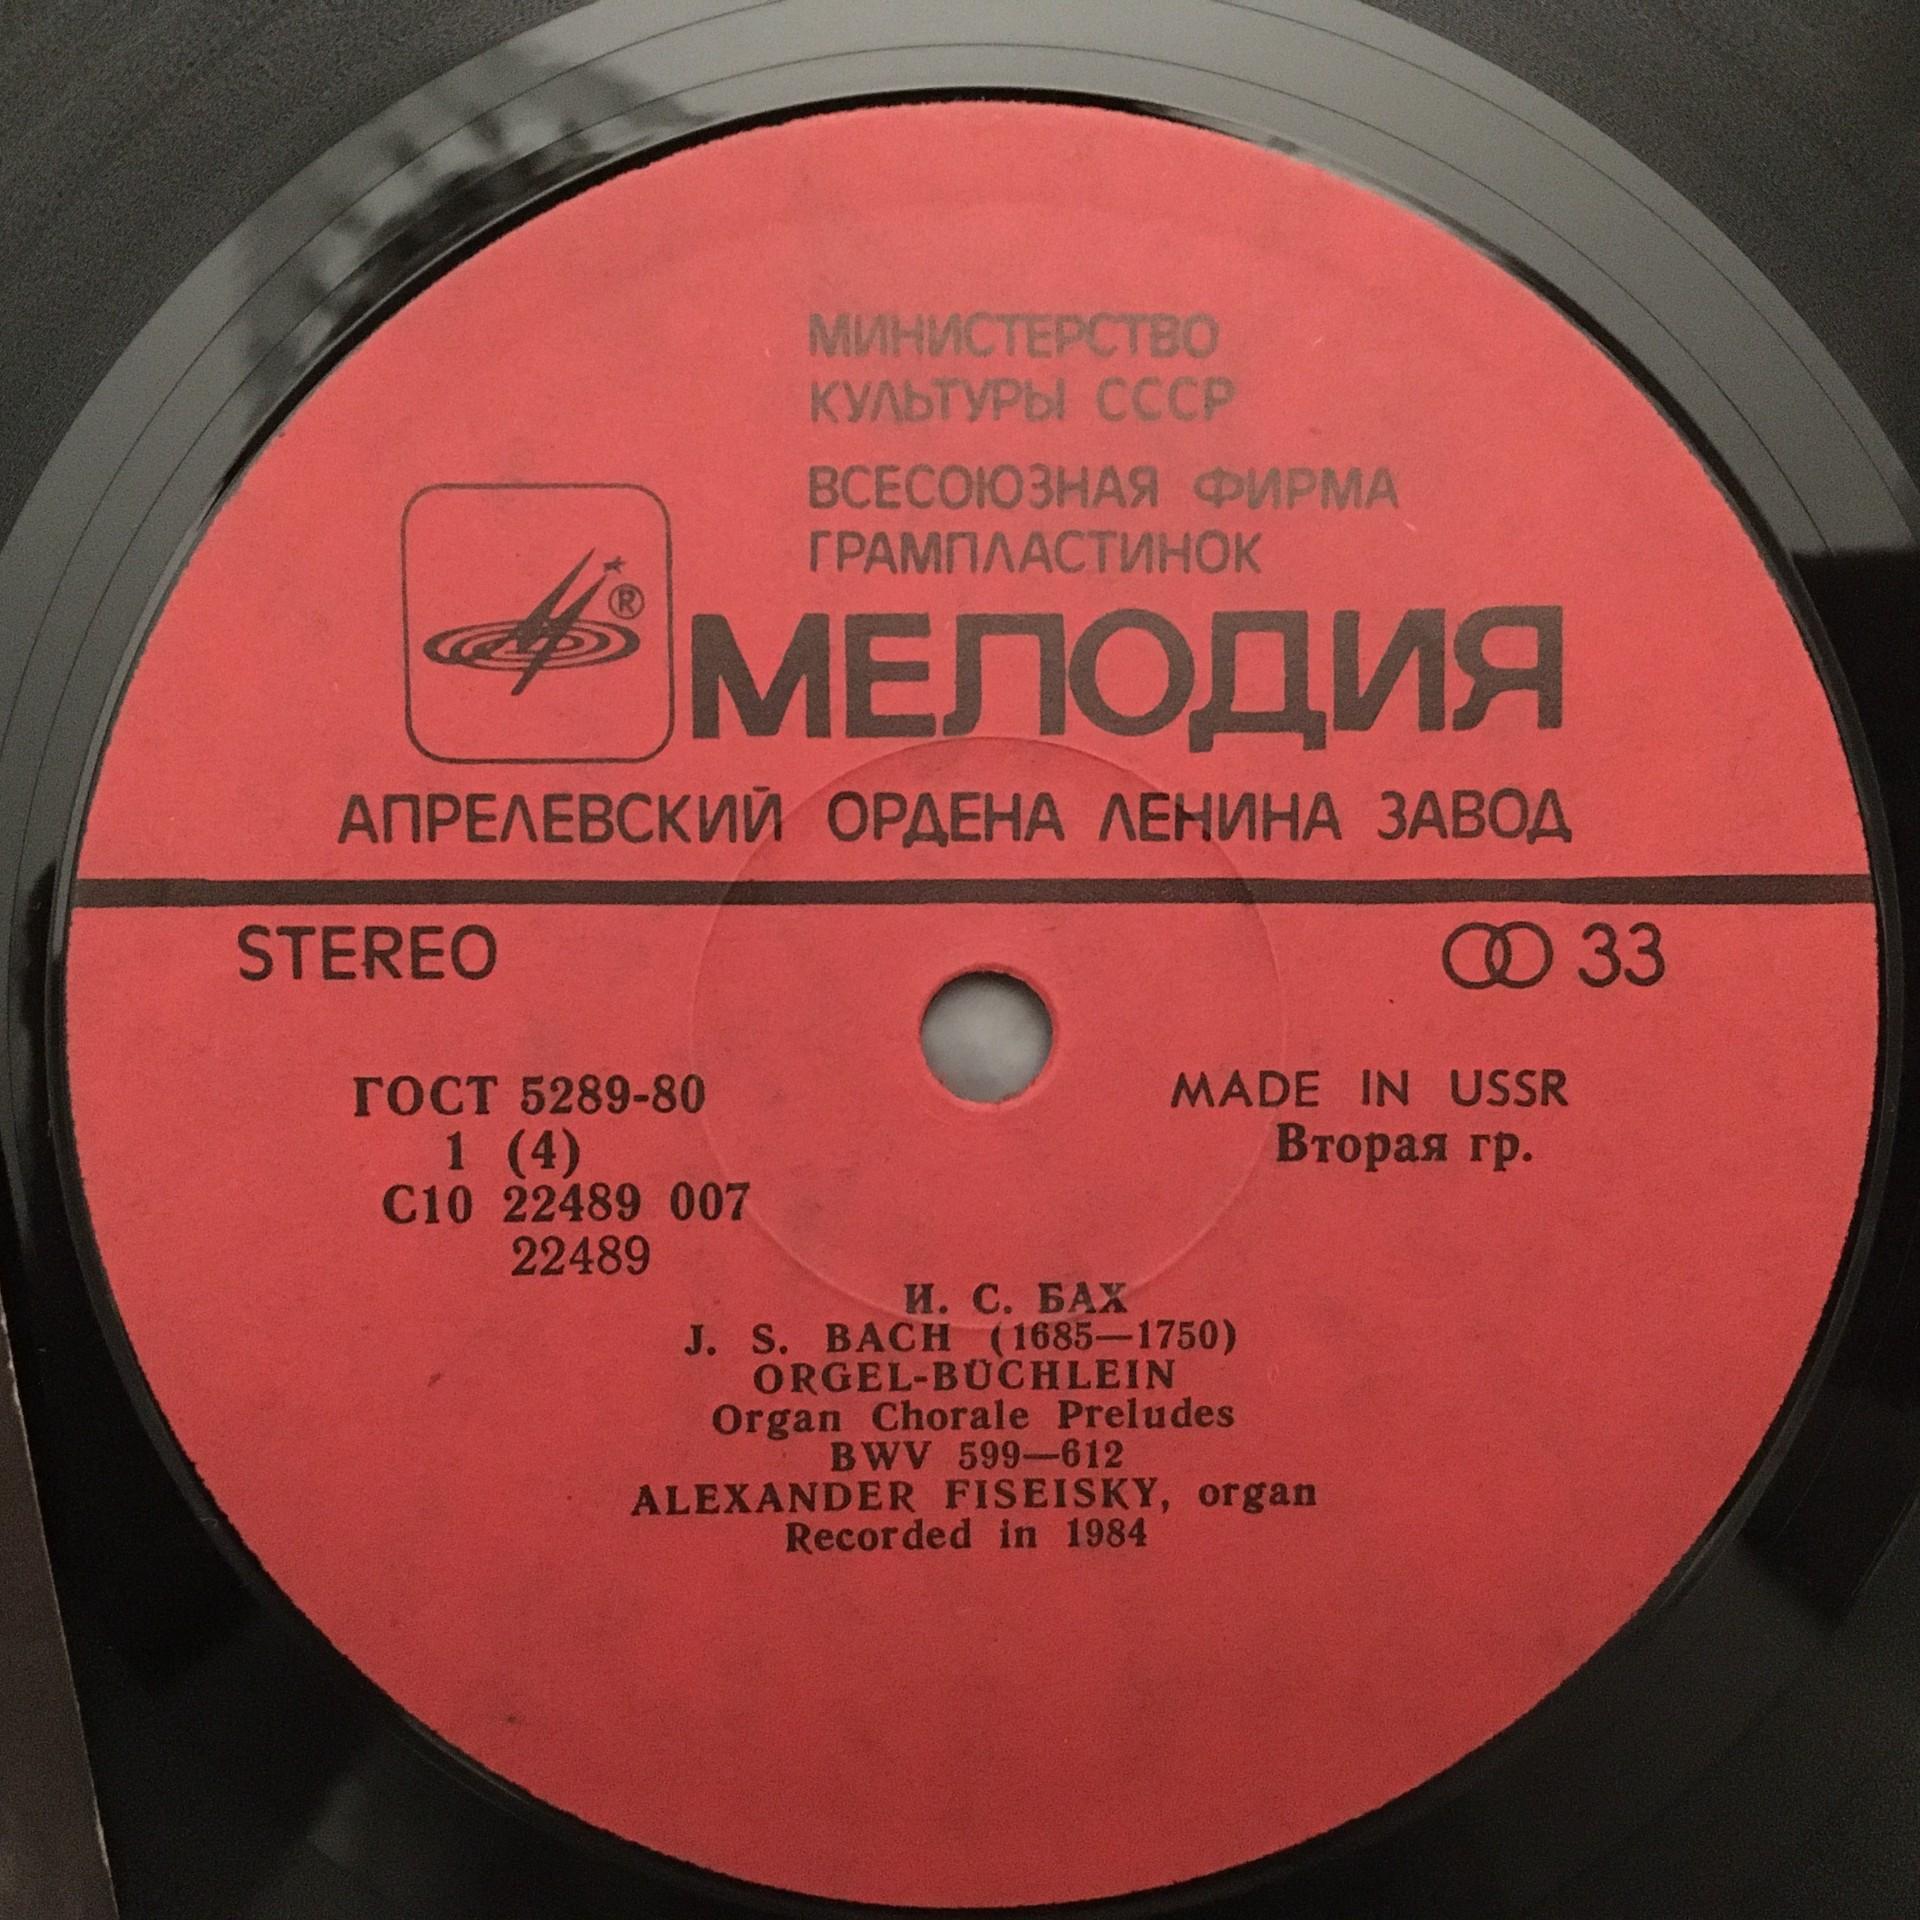 МИНИСТЕРСТВО
КУЛЬТУРЫ СССР
ВСЕСОЮЗНАЯ ФИРМА
ГРАМПЛАСТИНОК
®
МЕЛОДИЯ
АПРЕЛЕВСКИЙ ОРДЕНА ЛЕНИНА ЗАВОД
STEREO
33
ГОСТ 5289-80
MADE IN USSR
1 (4)
Вторая гр.
С10 22489 007
22489
И. С. БАХ
J. S. BACH (1685—1750)
ORGEL-BÜCHLEIN
Organ Chorale Preludes
BWV 599—612
ALEXANDER FISEISKY, organ
Recorded in 1984